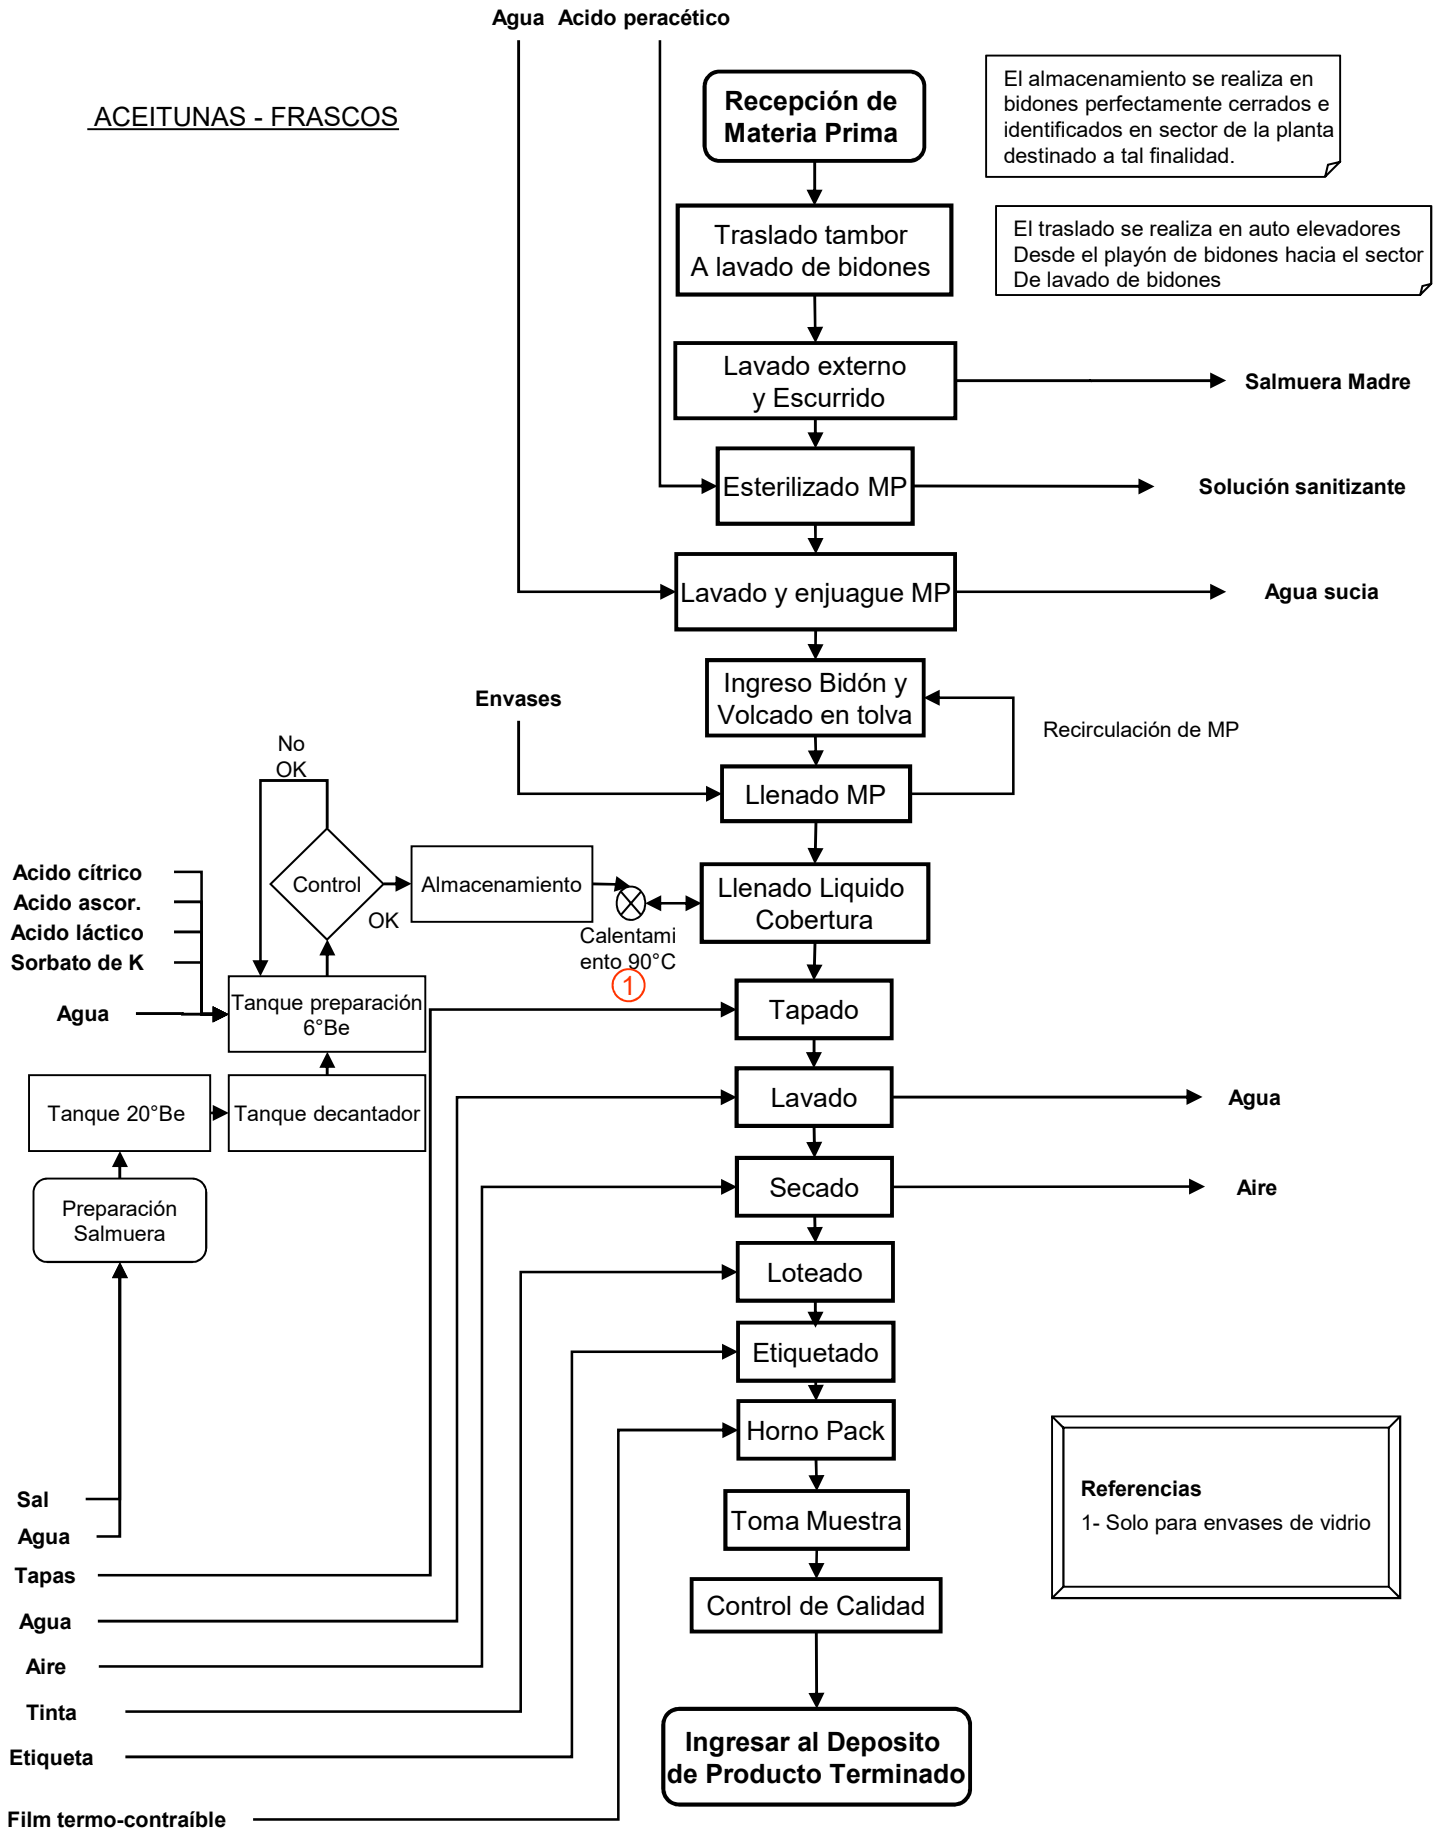 Agua Acido peracético
ACEITUNAS - FRASCOS
Recepción de
Materia Prima
El almacenamiento se realiza en
bidones perfectamente cerrados e
identificados en sector de la planta
destinado a tal finalidad.
Traslado tambor
A lavado de bidones
El traslado se realiza en auto elevadores
Desde el playón de bidones hacia el sector
De lavado de bidones
Lavado externo
y Escurrido
Salmuera Madre
Esterilizado MP
Solución sanitizante
Lavado y enjuague MP
Agua sucia
Ingreso Bidón y
Volcado en tolva
Envases
Recirculación de MP
No
OK
Llenado MP
Acido cítrico
Acido ascor.
Acido láctico
Sorbato de K
Control
OK
Almacenamiento
Llenado Liquido
Cobertura
Calentami
ento 90°C
1
Agua
Tanque preparación
6°Be
Tapado
Tanque 20°Be
Tanque decantador
Lavado
Agua
Preparación
Salmuera
Secado
Aire
Loteado
Etiquetado
Horno Pack
Sal
Agua
Toma Muestra
Referencias
1- Solo para envases de vidrio
Tapas
Agua
Control de Calidad
Aire
Tinta
Etiqueta
Ingresar al Deposito
de Producto Terminado
Film termo-contraíble